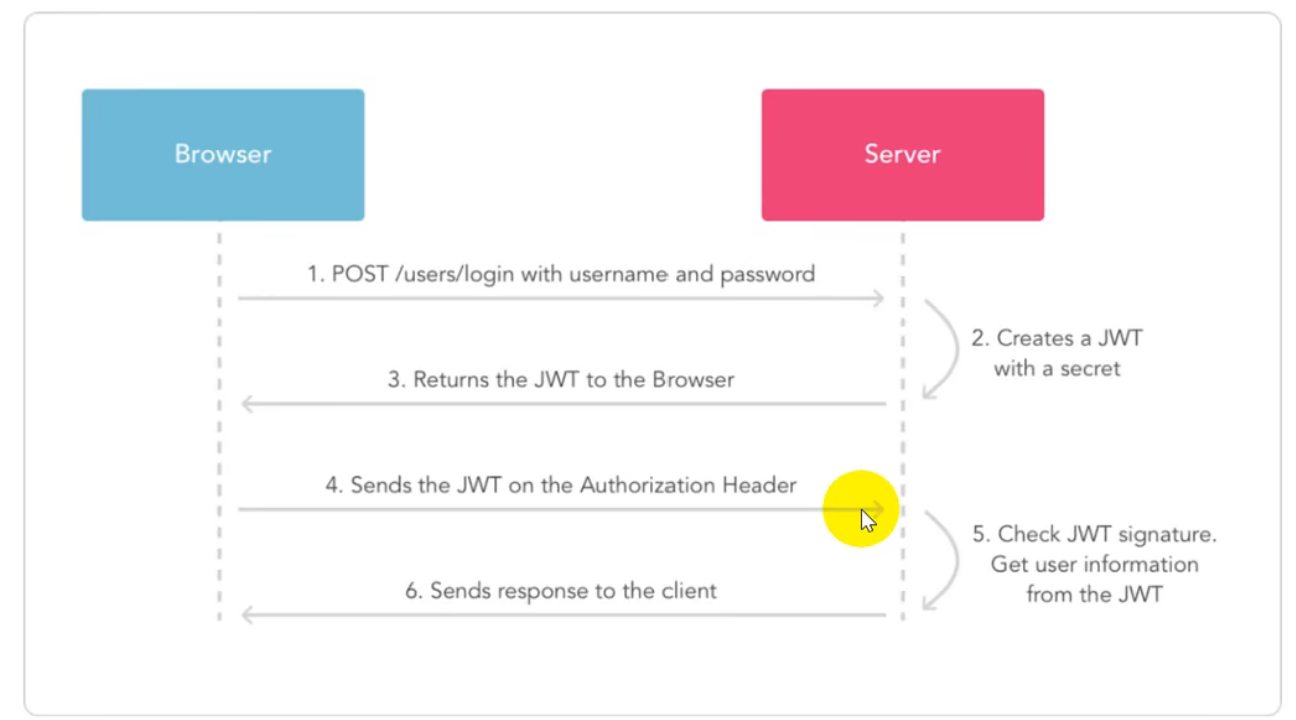 Browser
Server
1. POST /users/login with username and password
2. Creates a JWT
with a secret
3. Returns the JWT to the Browser
4. Sends the JWT on the Authorization Header
5. Check JWT signature.
Get user information
from the JWT
6. Sends response to the client